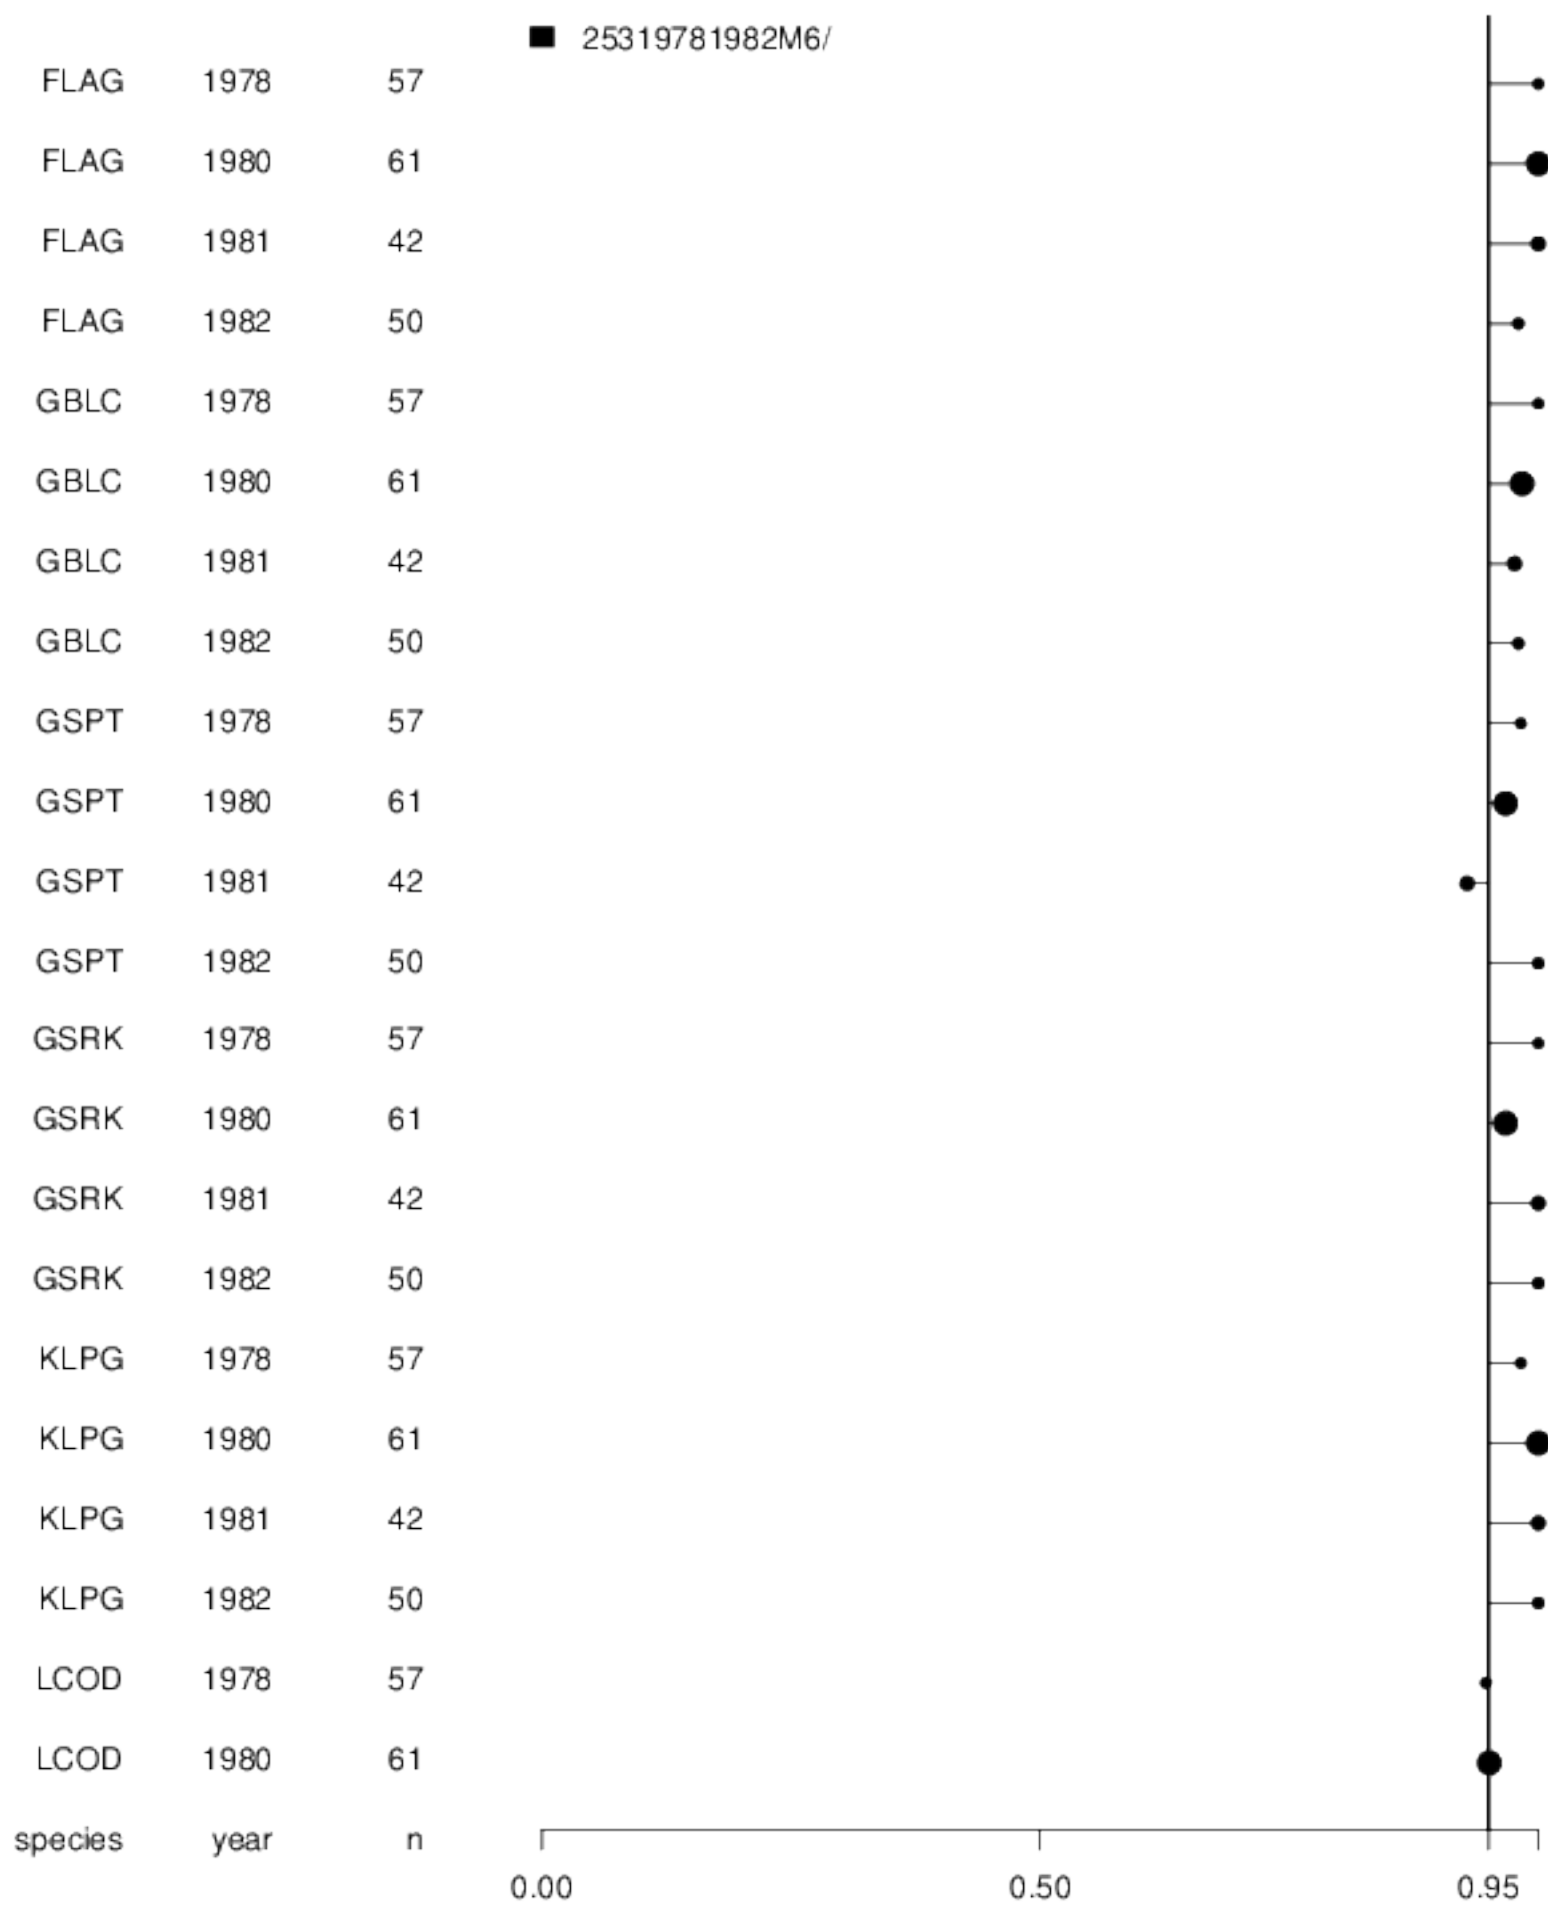 25319781982M6/
FLAG 1978 57
FLAG 1980 61
FLAG 1981 42
FLAG 1982 50
GBLC 1978 57
GBLC 1980 61
GBLC 1981 42
GBLC 1982 50
GSPT 1978 57
GSPT 1980 61
GSPT 1981 42
GSPT 1982 50
GSRK 1978 57
GSRK 1980 61
GSRK 1981 42
GSRK 1982 50
KLPG 1978 57
KLPG 1980 61
KLPG 1981 42
KLPG 1982 50
LCOD 1978 57
LCOD 1980 61
species year n
0.00 0.50 0.95